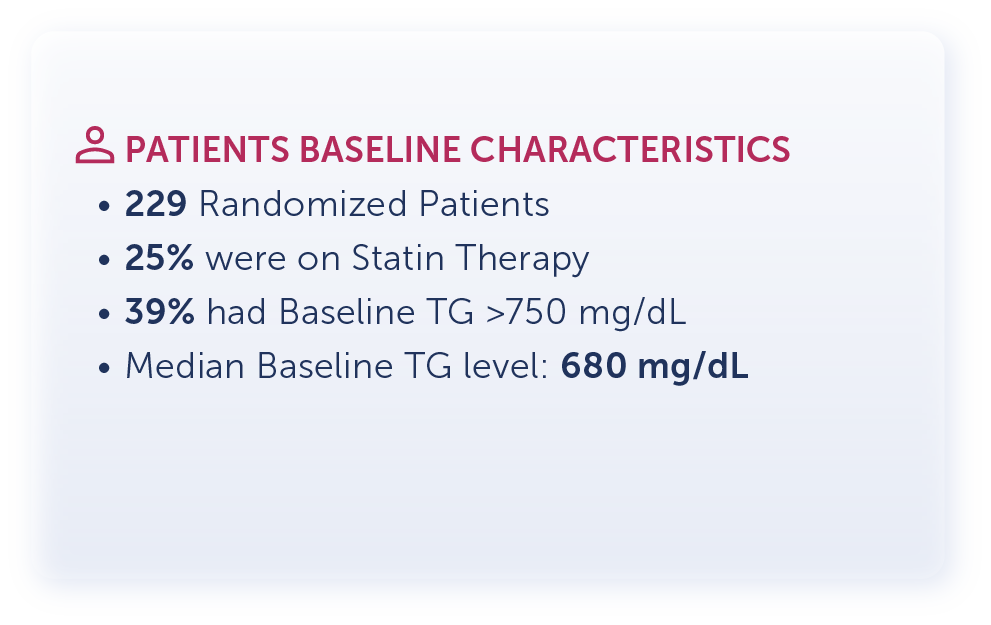 PATIENTS BASELINE CHARACTERISTICS
• 229 Randomized Patients
• 25% were on Statin Therapy
• 39% had Baseline TG >750 mg/dL
• Median Baseline TG level: 680 mg/dL